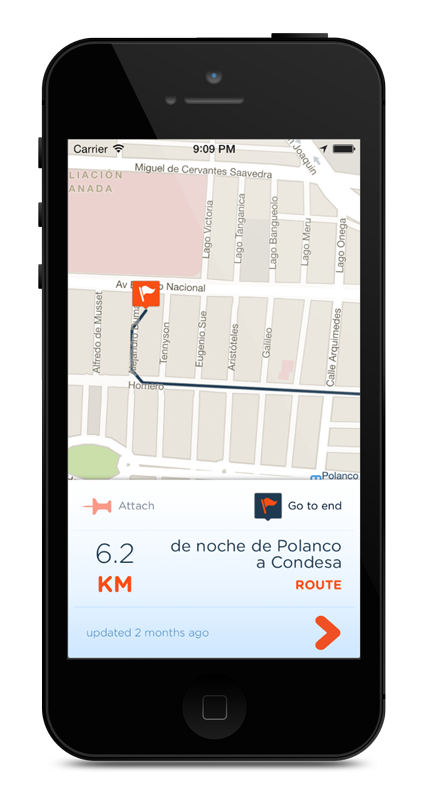 Carrier
9:09 PM
Joaquín
Miguel de Cervantes Saavedra
LIACIÓN
ANADA
Lago Victoria
Lago Tanganica
Lago Bangueolo
Lago Meru
Lago Onega
Av
Nacional
Alfredo de Musset
Tennyson
Eugenio Sue
Aristóteles
Galileo
Calle Arquímedes
Homero
Polanco
Attach
Go to end
6.2
KM
de noche de Polanco
a Condesa
ROUTE
updated 2 months ago